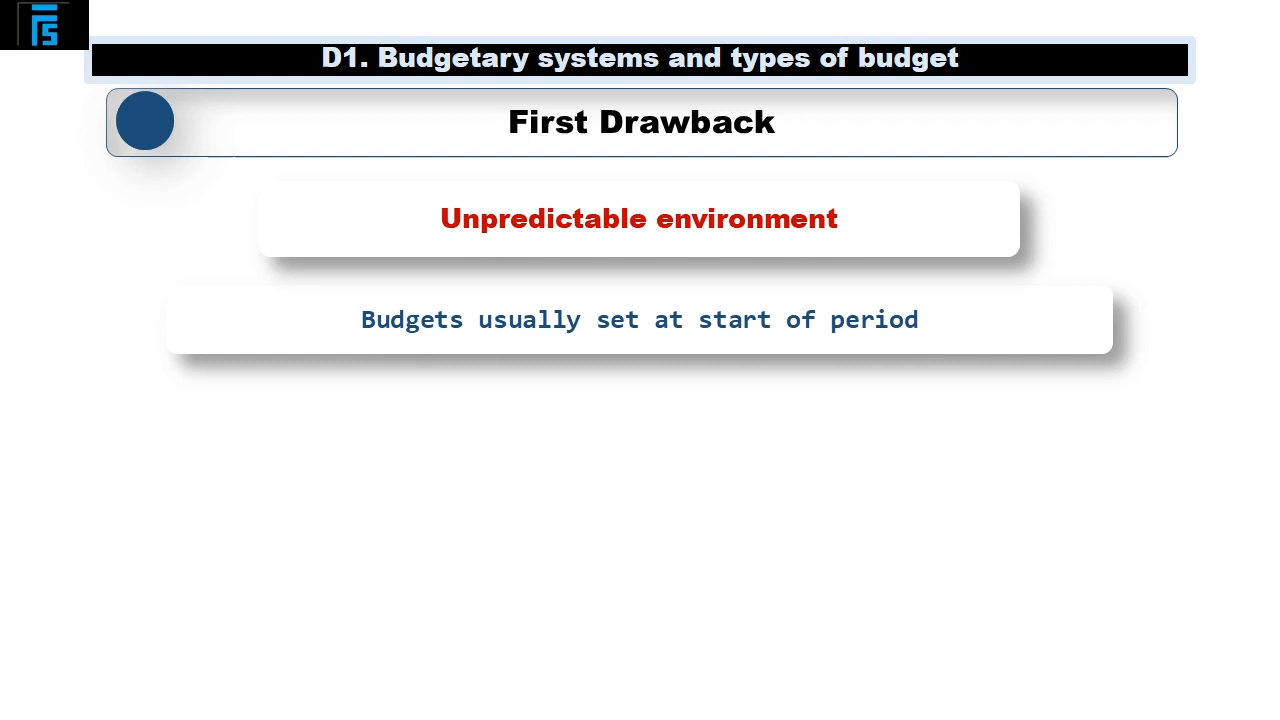 D1. Budgetary systems and types of budget
First Drawback
Unpredictable environment
Budgets usually set at start of period